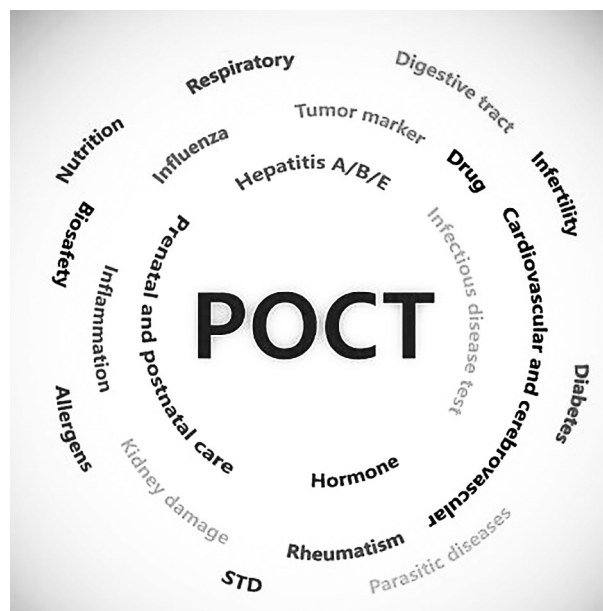 Respiratory
Digestive tract
Tumor marker
Influenza
Nutrition
Hepatitis A/B/E
Drug
Infertility
Biosafety
Prenatal and postnatal care
Infectious disease test
Cardiovascular and cerebrovascular
Inflammation
POCT
Diabetes
Allergens
Kidney damage
Hormone
Rheumatism
Parasitic diseases
STD